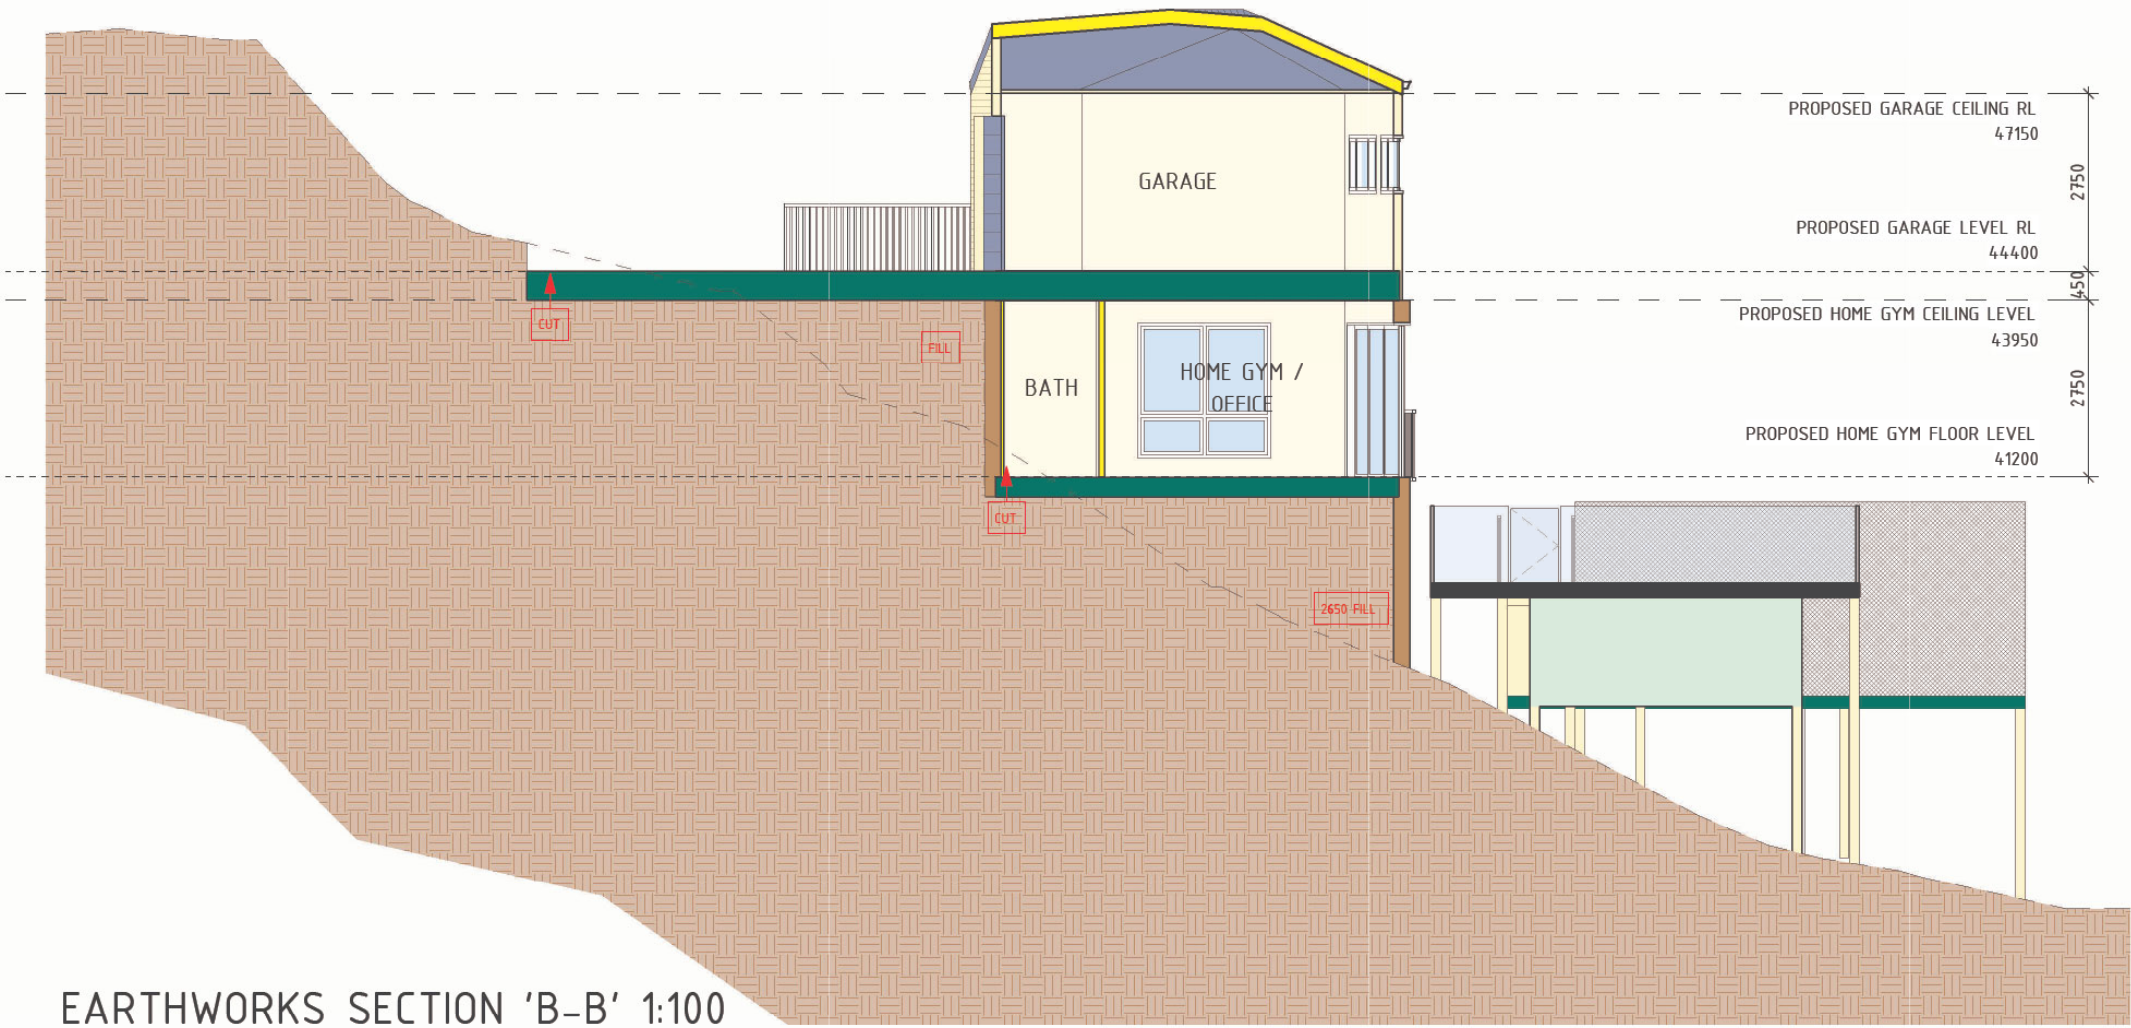 PROPOSED GARAGE CEILING RL
47150
2750
GARAGE
PROPOSED GARAGE LEVEL RL
44400
450
CUT
FILL
PROPOSED HOME GYM CEILING LEVEL
43950
BATH
HOME GYM /
OFFICE
2750
PROPOSED HOME GYM FLOOR LEVEL
41200
CUT
2650 FILL
EARTHWORKS SECTION 'B-B' 1:100